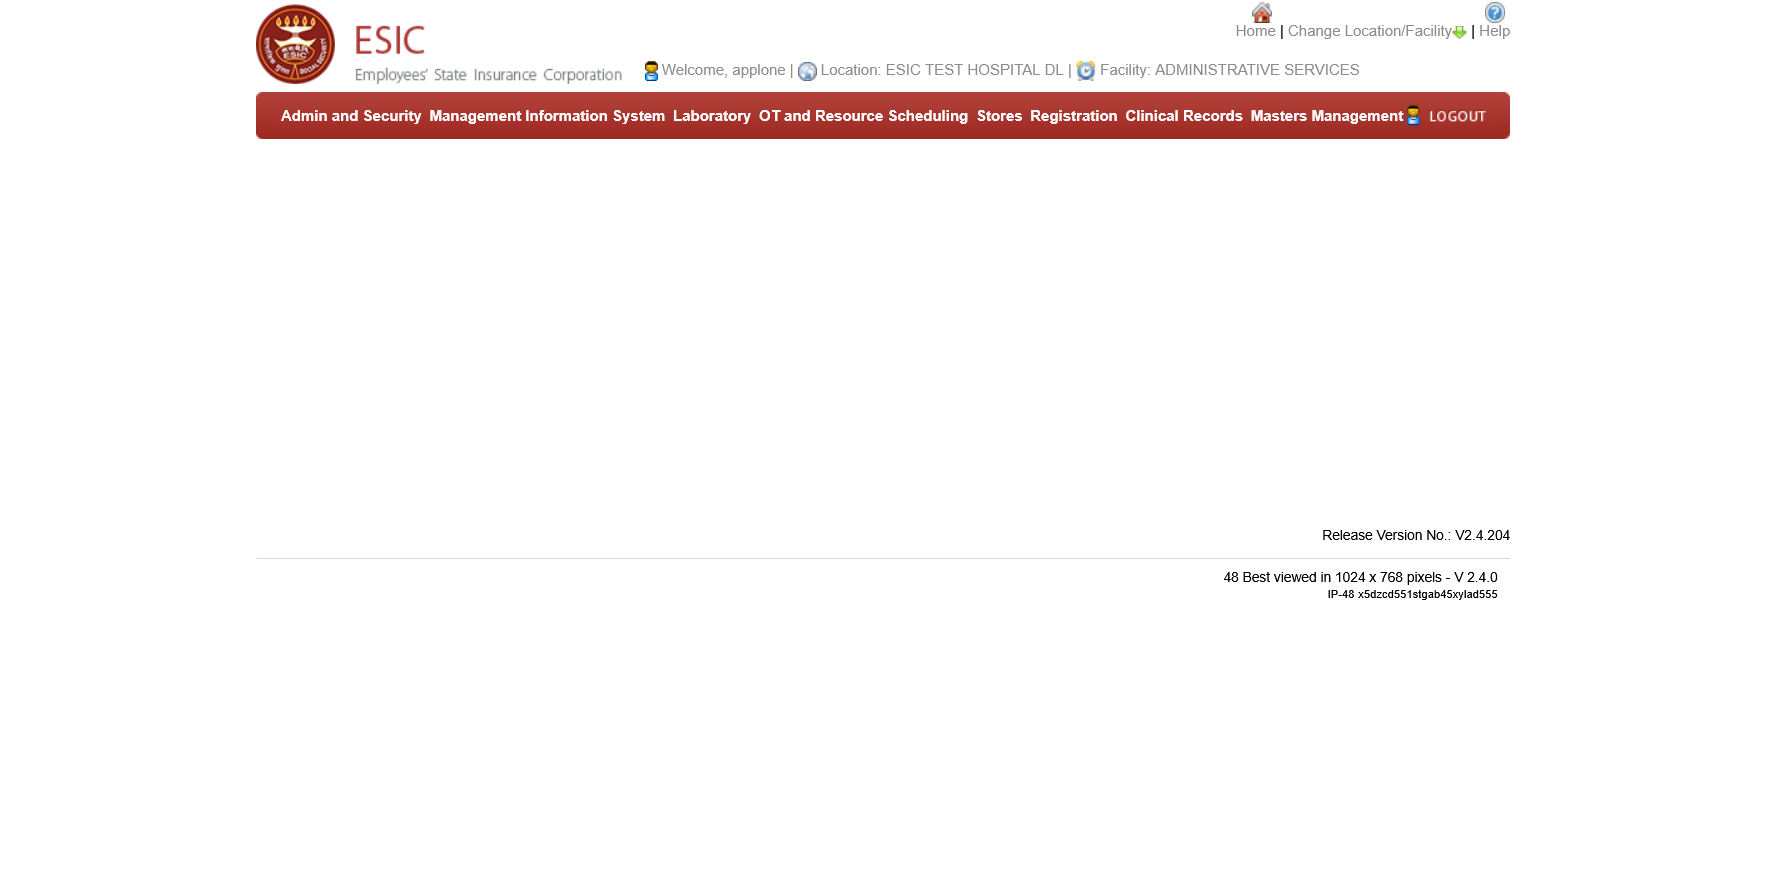 Home | Change Location/Facility | Help
ESIC
Employees' State Insurance Corporation
Welcome, applone | Location: ESIC TEST HOSPITAL DL | Facility: ADMINISTRATIVE SERVICES
Admin and Security Management Information System Laboratory OT and Resource Scheduling Stores Registration Clinical Records Masters Management LOGOUT
Release Version No.: V2.4.204
48 Best viewed in 1024 x 768 pixels - V 2.4.0
IP-48 x5dzcd551stgab45xylad555